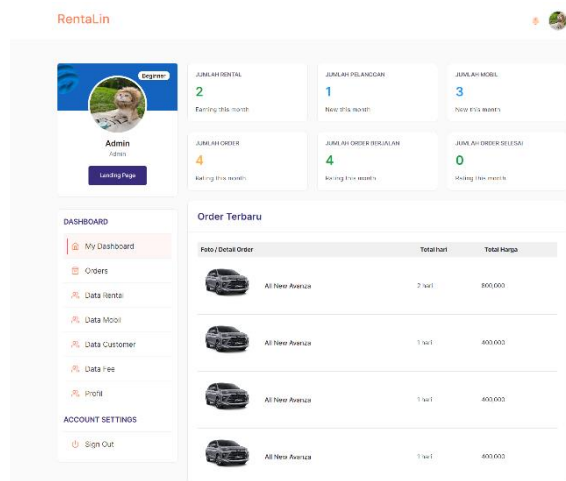 RentaLin
Beginner
Admin
Admin
Landing Page
JUMLAH RENTAL
2
Earning this month
JUMLAH PELANGGAN
1
New this month
JUMLAH MOBIL
3
New this month
JUMLAH ORDER
4
Rating this month
JUMLAH ORDER BERJALAN
4
Rating this month
JUMLAH ORDER SELESAI
0
Rating this month
DASHBOARD
My Dashboard
Orders
Data Rental
Data Mobil
Data Customer
Data Fee
Profil
ACCOUNT SETTINGS
Sign Out
Order Terbaru
Foto / Detail Order Total hari Total Harga
All New Avanza 2 hari 800,000
All New Avanza 1 hari 400,000
All New Avanza 1 hari 400,000
All New Avanza 1 hari 400,000